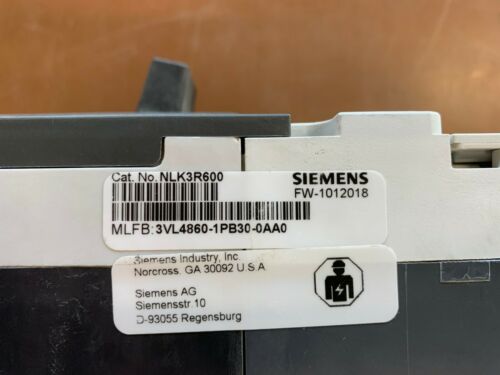 Cat. No. NLK3R600
SIEMENS
FW-1012018
MLFB: 3VL4860-1PB30-0AA0
Siemens Industry, Inc.
Norcross, GA 30092 U S A
Siemens AG
Siemensstr. 10
D-93055 Regensburg